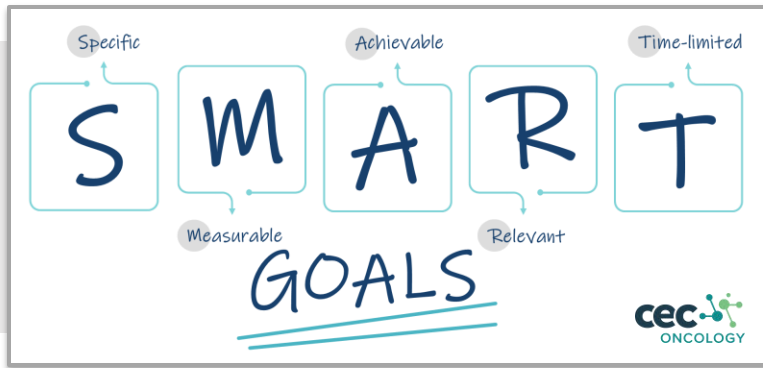 Specific
Achievable
Time-limited
S M A R T
Measurable
Relevant
GOALS
cec
ONCOLOGY